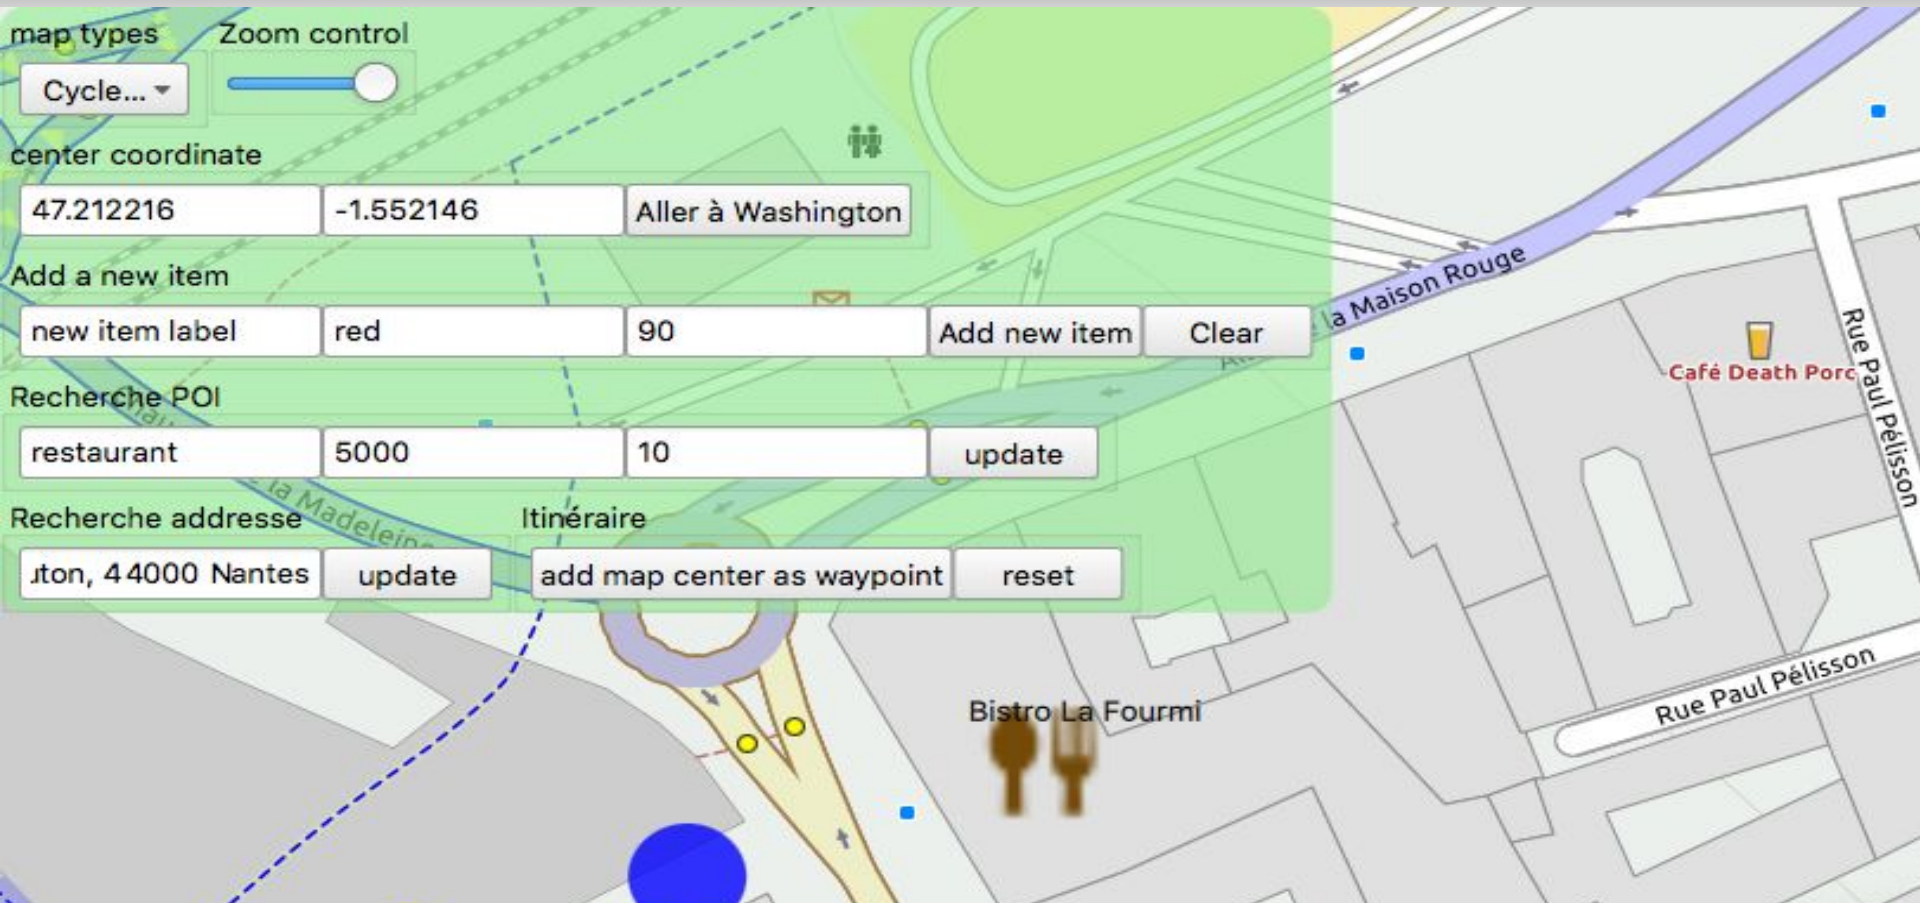 map types
Zoom control
Cycle...
center coordinate
47.212216
-1.552146
Aller à Washington
Add a new item
new item label
red
90
Add new item
Clear
la Maison Rouge
Rue Paul Pélisson
Café Death Porc
Recherche POI
restaurant
5000
10
update
la Madeleine
Recherche addresse
Itinéraire
44000 Nantes
update
add map center as waypoint
reset
Rue Paul Pélisson
Bistro La Fourmi